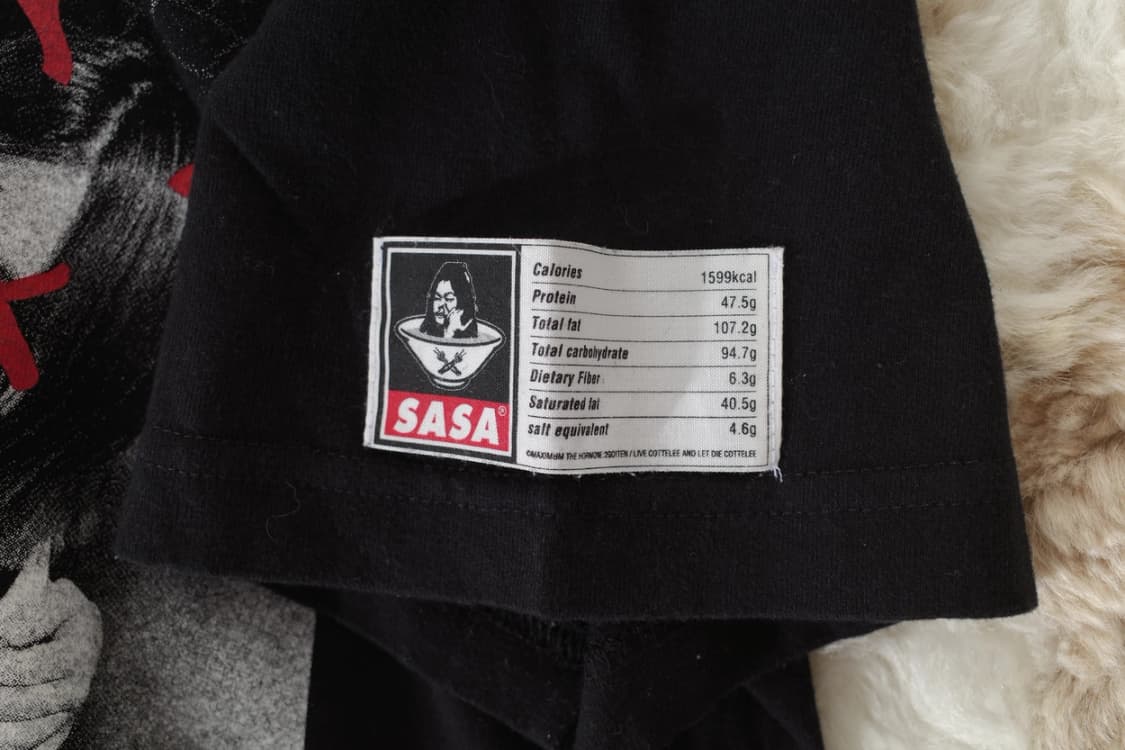 SASA®
Calories 1599kcal
Protein 47.5g
Total fat 107.2g
Total carbohydrate 94.7g
Dietary Fiber 6.3g
Saturated fat 40.5g
salt equivalent 4.6g
©MAXIMUM THE HORMONE 2GOITEN / LIVE COTTELEE AND LET DIE COTTELEE